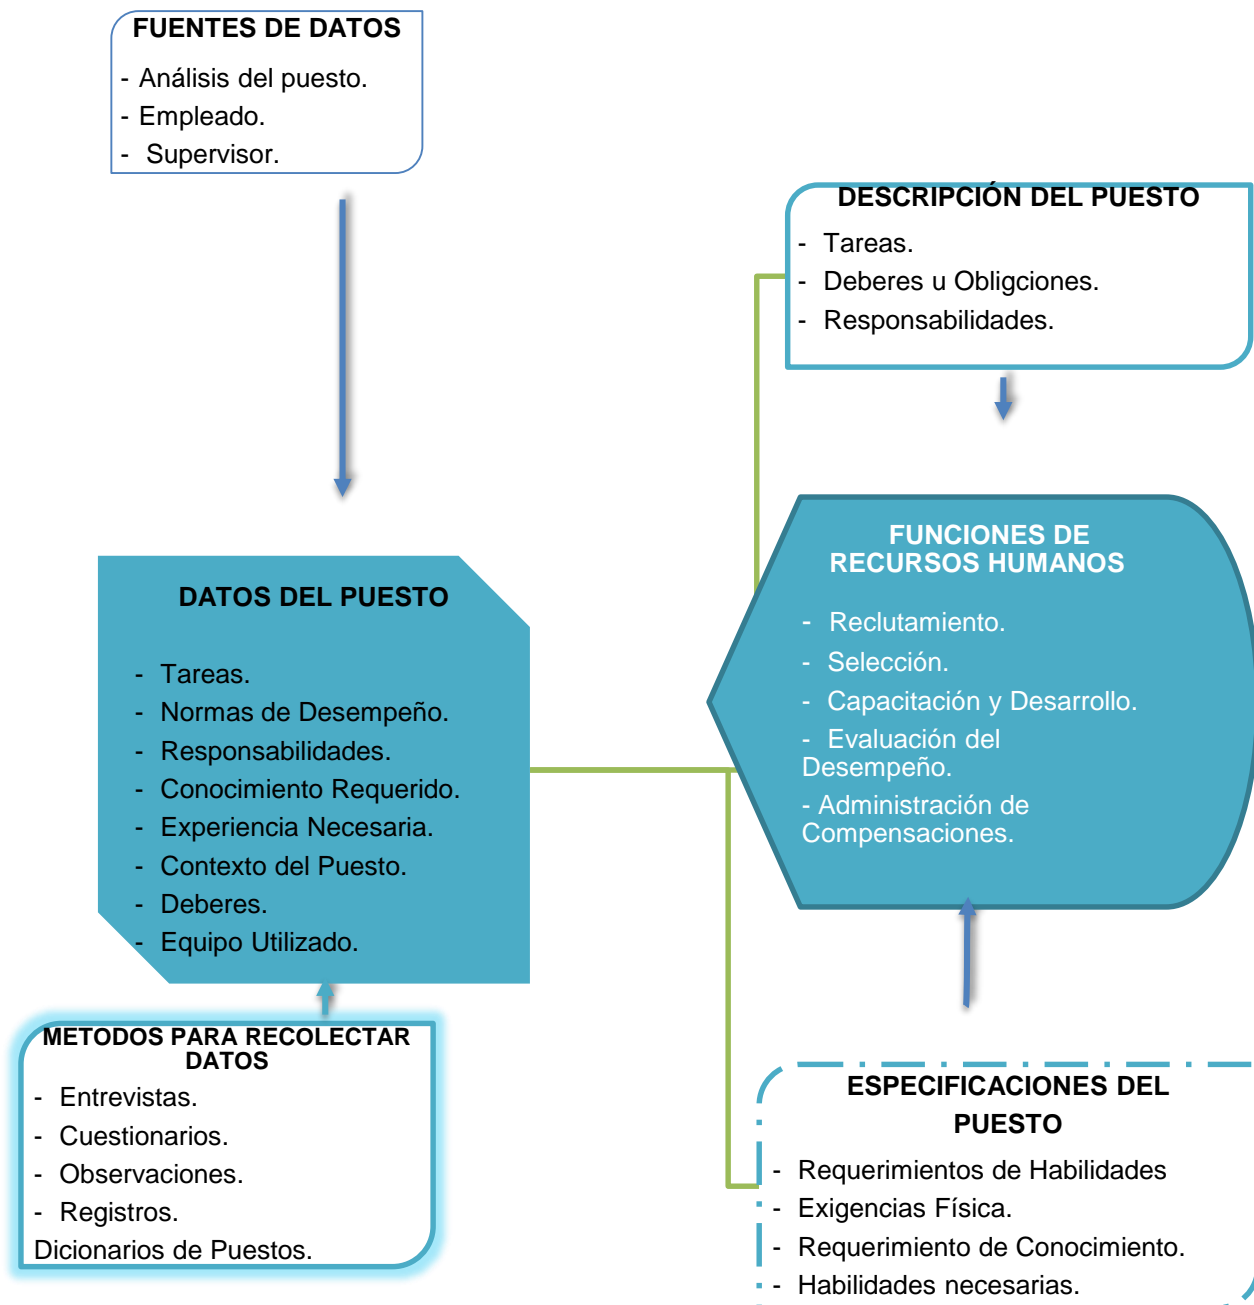 FUENTES DE DATOS
- Análisis del puesto.
- Empleado.
- Supervisor.
DESCRIPCIÓN DEL PUESTO
- Tareas.
- Deberes u Obligciones.
- Responsabilidades.
FUNCIONES DE
RECURSOS HUMANOS
- Reclutamiento.
- Selección.
- Capacitación y Desarrollo.
- Evaluación del
Desempeño.
- Administración de
Compensaciones.
DATOS DEL PUESTO
- Tareas.
- Normas de Desempeño.
- Responsabilidades.
- Conocimiento Requerido.
- Experiencia Necesaria.
- Contexto del Puesto.
- Deberes.
- Equipo Utilizado.
METODOS PARA RECOLECTAR
DATOS
- Entrevistas.
- Cuestionarios.
- Observaciones.
- Registros.
Dicionarios de Puestos.
ESPECIFICACIONES DEL
PUESTO
- Requerimientos de Habilidades
- Exigencias Física.
- Requerimiento de Conocimiento.
- Habilidades necesarias.